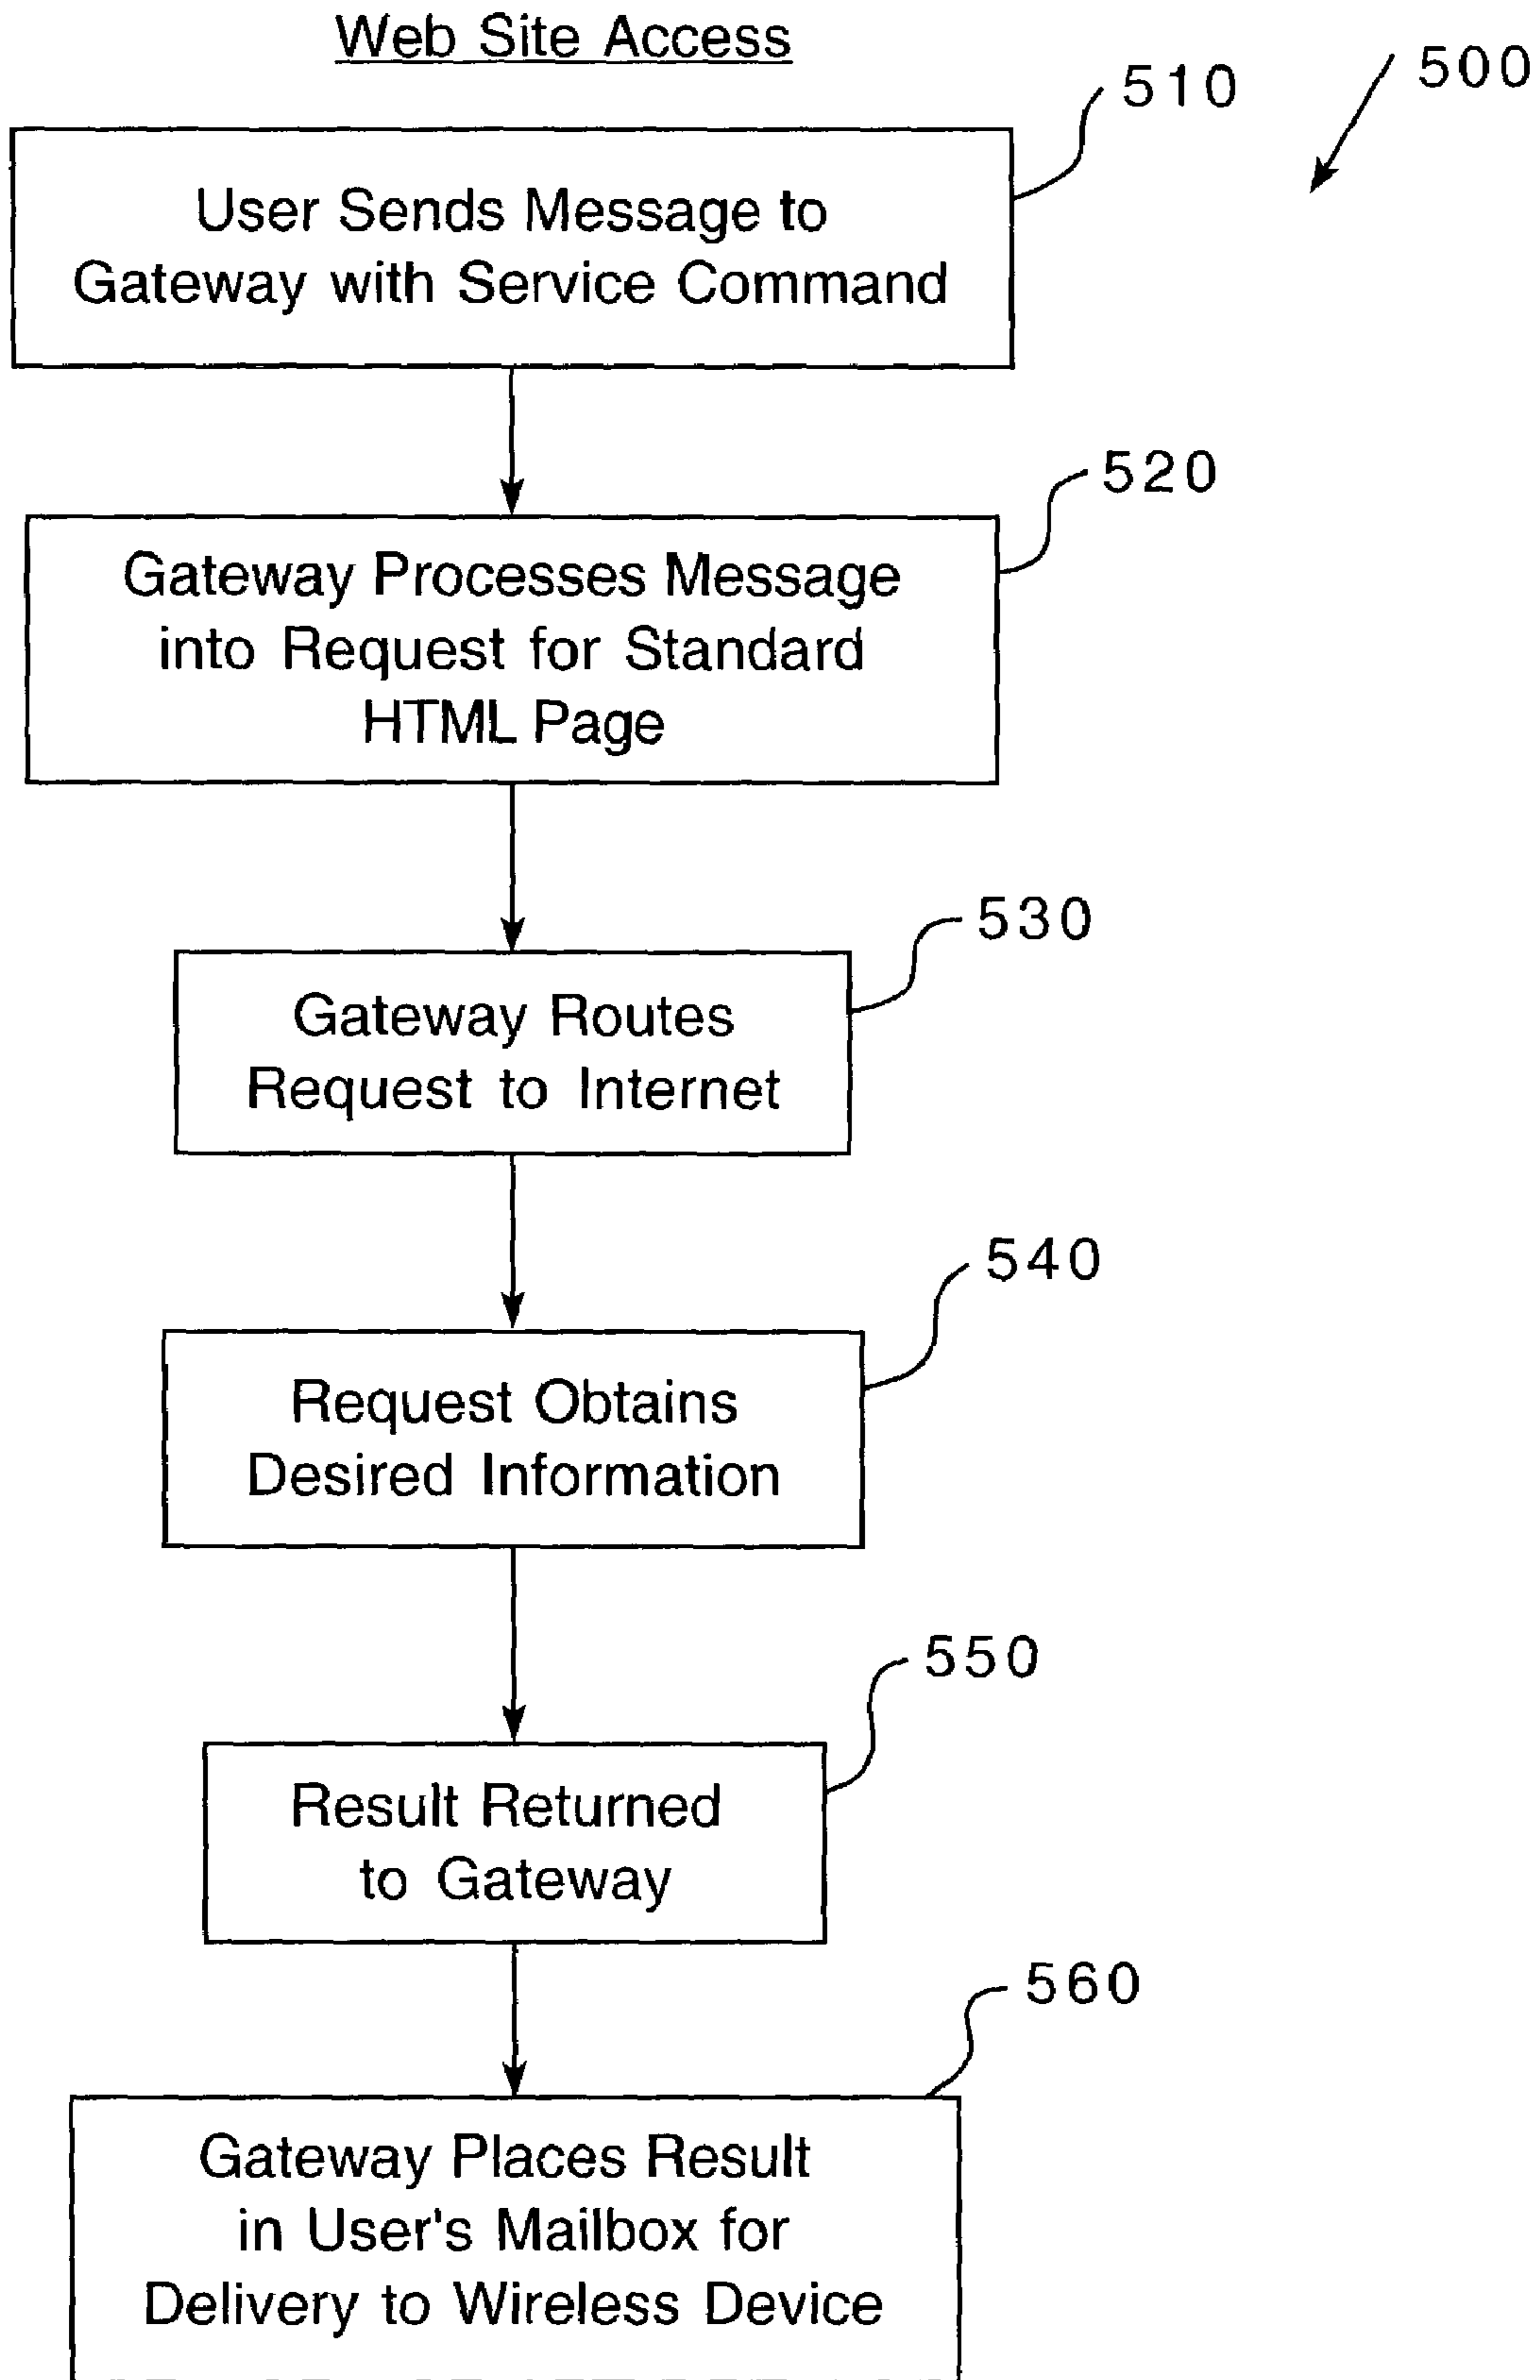 Web Site Access
500
510
User Sends Message to
Gateway with Service Command
520
Gateway Processes Message
into Request for Standard
HTML Page
530
Gateway Routes
Request to Internet
540
Request Obtains
Desired Information
550
Result Returned
to Gateway
560
Gateway Places Result
in User's Mailbox for
Delivery to Wireless Device